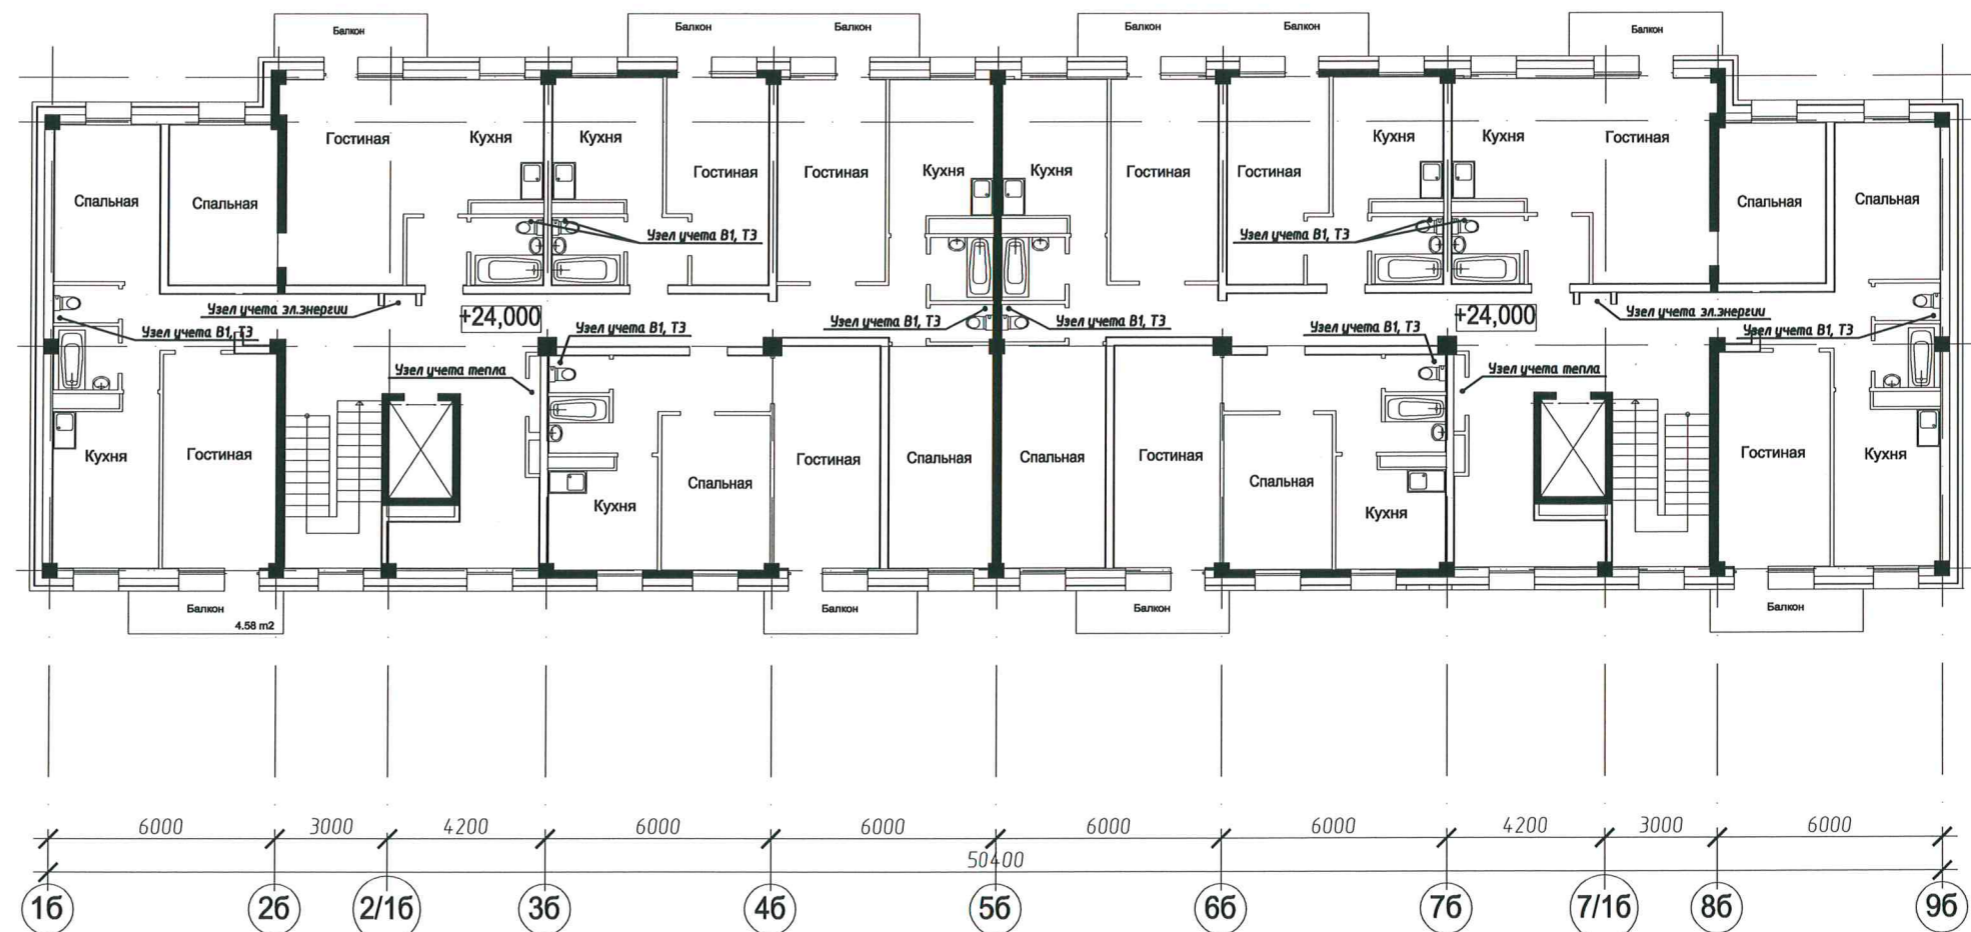 Балкон
Балкон
Балкон
Балкон
Балкон
Балкон
Гостиная
Кухня
Кухня
Гостиная
Гостиная
Кухня
Кухня
Гостиная
Гостиная
Кухня
Кухня
Гостиная
Спальная
Спальная
Спальная
Спальная
Узел учета В1, Т3
Узел учета В1, Т3
Узел учета эл.энергии
+24,000
Узел учета В1, Т3
Узел учета В1, Т3
Узел учета В1, Т3
Узел учета В1, Т3
Узел учета В1, Т3
+24,000
Узел учета эл.энергии
Узел учета В1, Т3
Узел учета тепла
Узел учета тепла
Кухня
Гостиная
Кухня
Спальная
Гостиная
Спальная
Спальная
Гостиная
Спальная
Кухня
Гостиная
Кухня
Балкон
4.58 m2
Балкон
Балкон
Балкон
6000
3000
4200
6000
6000
6000
6000
4200
3000
6000
50400
1б
2б
2/1б
3б
4б
5б
6б
7б
7/1б
8б
9б